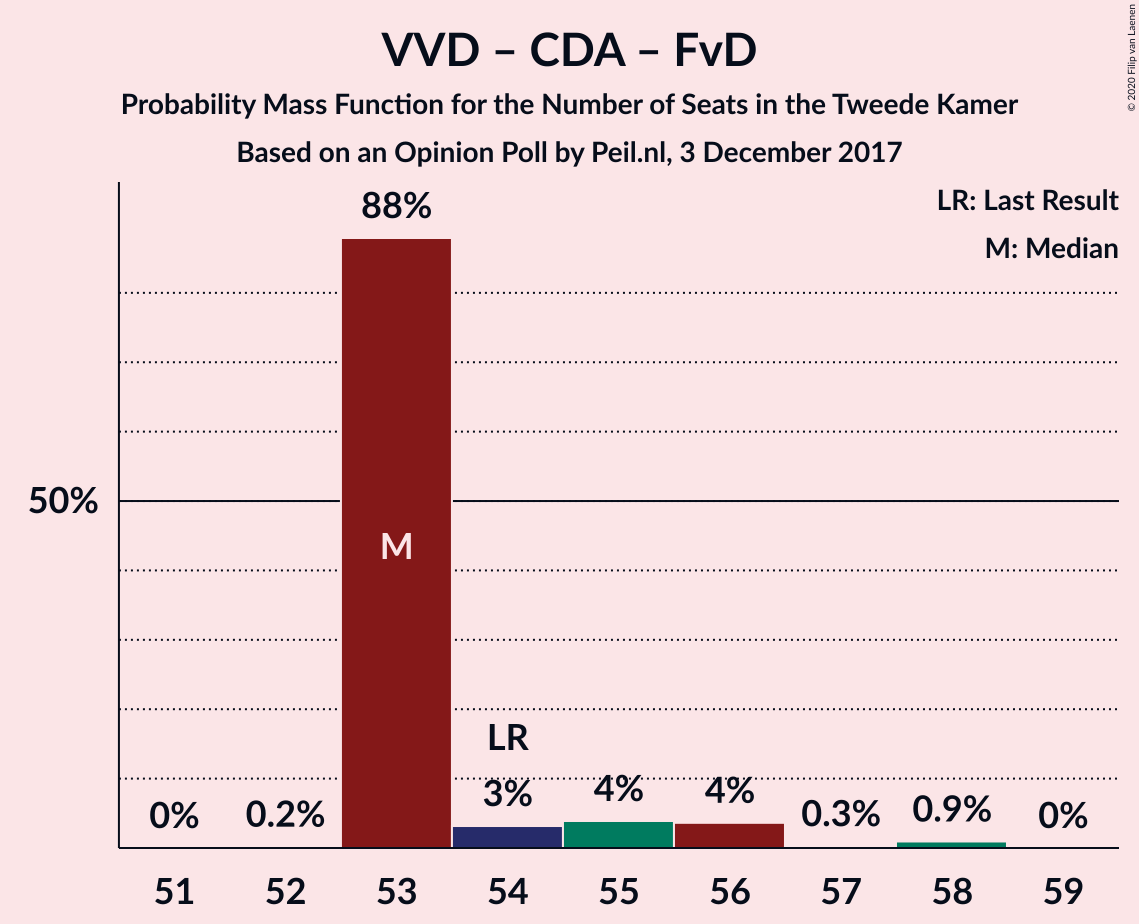 VVD – CDA – FvD
Probability Mass Function for the Number of Seats in the Tweede Kamer
Based on an Opinion Poll by Peil.nl, 3 December 2017
© 2020 Filip van Laenen
LR: Last Result
M: Median
88%
50%
M
LR
0% 0.2% 3% 4% 4% 0.3% 0.9% 0%
51 52 53 54 55 56 57 58 59